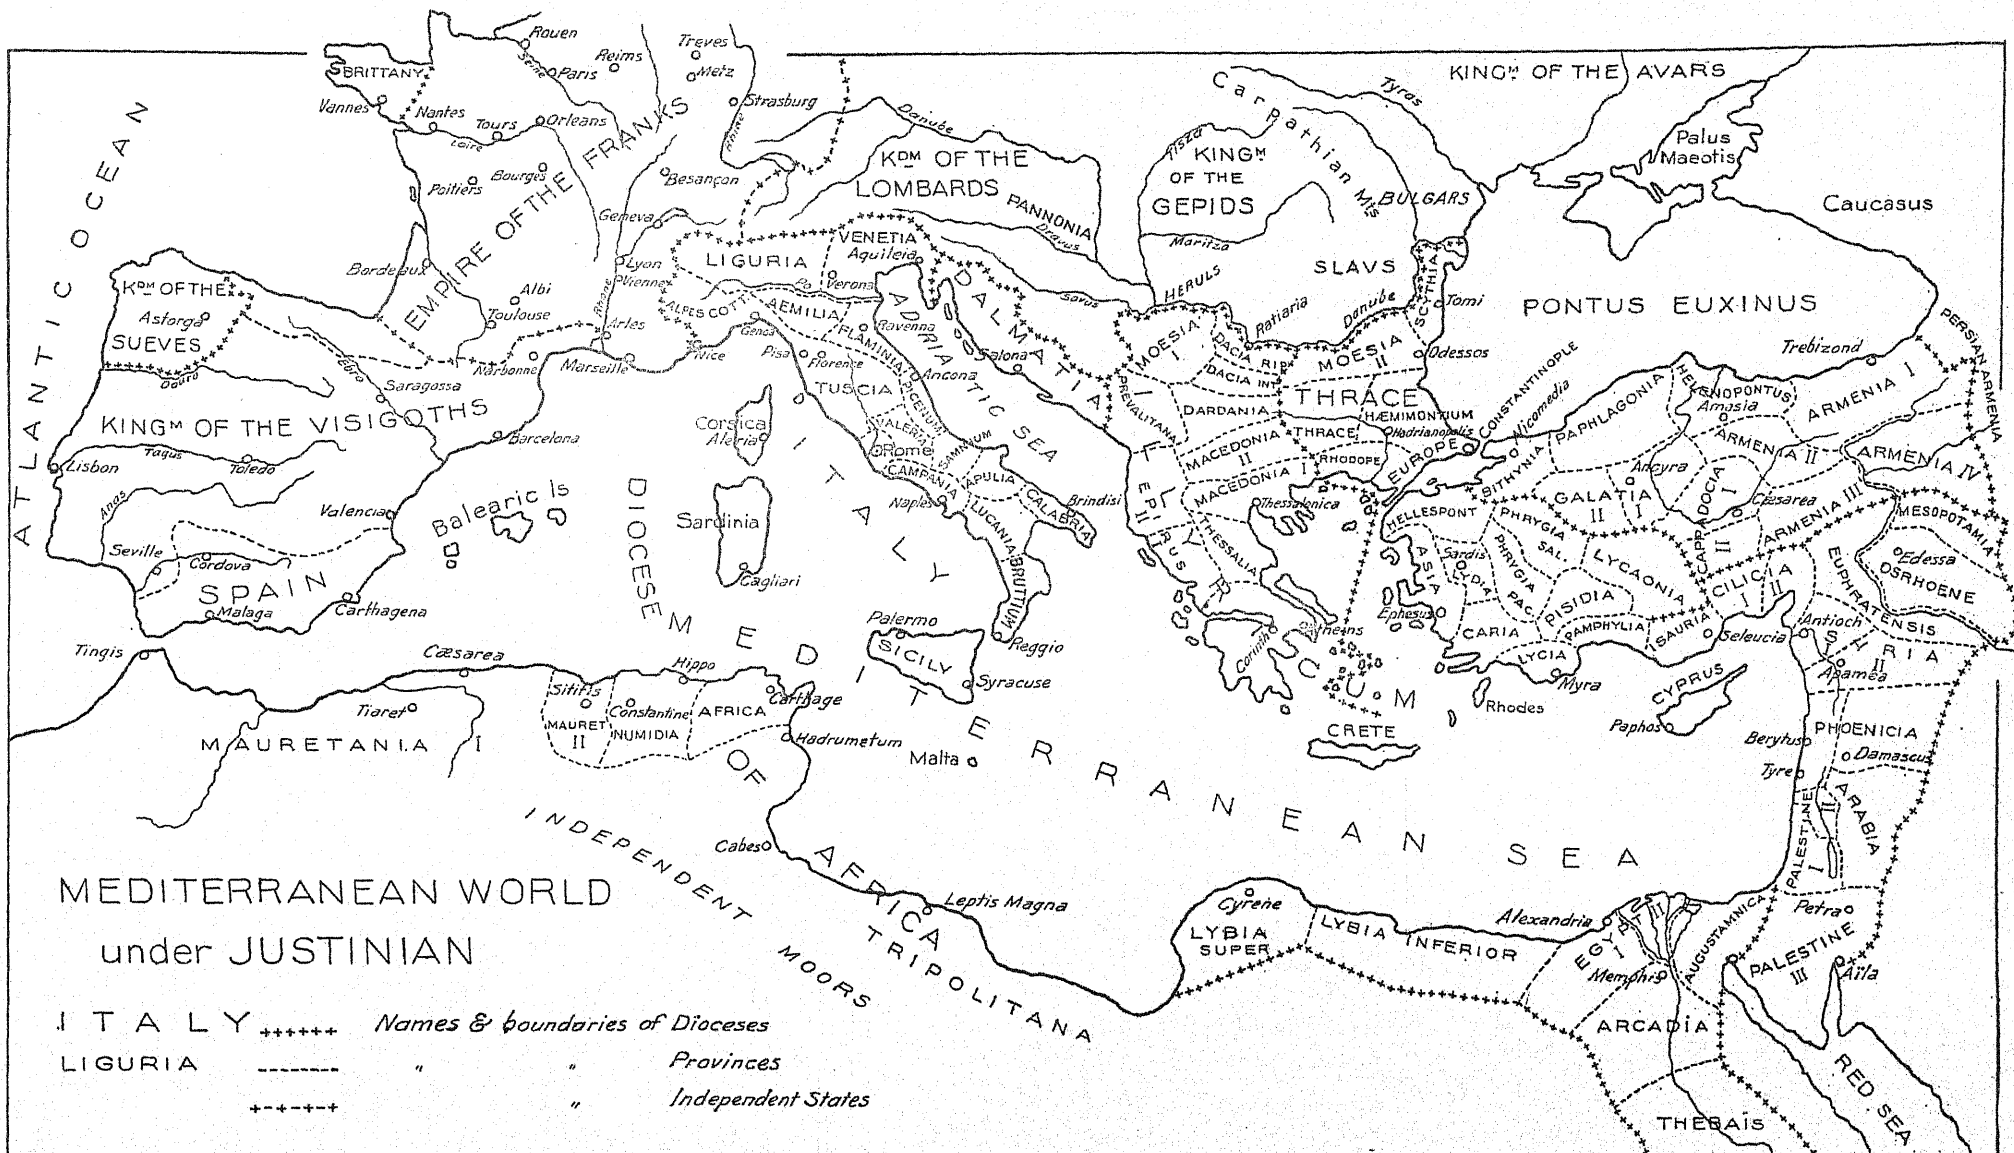 MEDITERRANEAN WORLD
under JUSTINIAN
ITALY ++++++ Names & boundaries of Dioceses
LIGURIA ------- " " Provinces
+-+-+-+ " Independent States
ATLANTIC OCEAN
BRITTANY
Vannes
Nantes
Tours
Orleans
Loire
Rouen
Seine
Paris
Reims
Treves
Metz
Strasburg
Rhine
EMPIRE OF THE FRANKS
Poitiers
Bourges
Besançon
Geneva
Bordeaux
Lyon
Vienne
Rhône
Albi
Toulouse
Arles
Narbonne
Marseille
Nice
KDM OF THE
SUEVES
Astorga
Douro
Ebro
Saragossa
KINGM OF THE VISIGOTHS
Barcelona
Tagus
Toledo
Lisbon
Anas
Valencia
Seville
Cordova
SPAIN
Malaga
Carthagena
Balearic Is
Tingis
Cæsarea
Tiaret
MAURETANIA I
Sitifis
MAURET
II
Constantine
NUMIDIA
Hippo
AFRICA
Carthage
Hadrumetum
Cabes
DIOCESE OF AFRICA
INDEPENDENT MOORS
TRIPOLITANA
Leptis Magna
Malta
Danube
KDM OF THE
LOMBARDS
PANNONIA
Dravus
Savus
VENETIA
Aquileia
LIGURIA
Po
Verona
ALPES COTT.
AEMILIA
Genoa
FLAMINIA
Ravenna
Pisa
Florence
TUSCIA
PICENUM
Ancona
ADRIATIC SEA
DALMATIA
Salona
Corsica
Aleria
VALERIA
Rome
SAMNIUM
CAMPANIA
Naples
APULIA
CALABRIA
Brindisi
LUCANIA
BRUTTIUM
Reggio
ITALY
Sardinia
Cagliari
Palermo
SICILY
Syracuse
MEDITERRANEAN SEA
KINGM OF THE AVARS
Carpathian Mts
Tyras
Tisza
KINGM
OF THE
GEPIDS
Maritza
BULGARS
HERULS
SLAVS
Danube
Ratiaria
SCYTHIA
Tomi
Odessos
MOESIA
I
DACIA RIP.
DACIA INT.
MOESIA
II
PREVALITANA
DARDANIA
THRACE
HÆMIMONTIUM
THRACE
Hadrianopolis
RHODOPE
EUROPE
CONSTANTINOPLE
MACEDONIA
II
MACEDONIA I
Thessalonica
EPIRUS
THESSALIA
ILLYRICUM
Corinth
Athens
CRETE
Palus
Maeotis
Caucasus
PONTUS EUXINUS
Trebizond
PERSIAN ARMENIA
Nicomedia
BITHYNIA
PAPHLAGONIA
HELENOPONTUS
Amasia
ARMENIA I
ARMENIA II
ARMENIA III
ARMENIA IV
Ancyra
GALATIA
II
I
CAPPADOCIA
I
II
Cæsarea
HELLESPONT
PHRYGIA
SAL.
PHRYGIA
PAC.
ASIA
Sardis
LYDIA
Ephesus
CARIA
LYCIA
Myra
Rhodes
PISIDIA
PAMPHYLIA
LYCAONIA
ISAURIA
Seleucia
CILICIA
I
II
MESOPOTAMIA
Edessa
OSRHOENE
EUPHRATENSIS
Antioch
SYRIA
I
II
Apamea
CYPRUS
Paphos
PHOENICIA
Berytus
Damascus
Tyre
ARABIA
PALESTINE
I
II
Petra
PALESTINE
III
Aïla
RED SEA
Cyrene
LYBIA
SUPER
LYBIA INFERIOR
Alexandria
EGYPT
I
II
AUGUSTAMNICA
Memphis
ARCADIA
THEBAIS